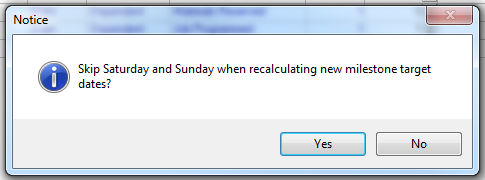 Notice
Skip Saturday and Sunday when recalculating new milestone target
dates?
Yes
No